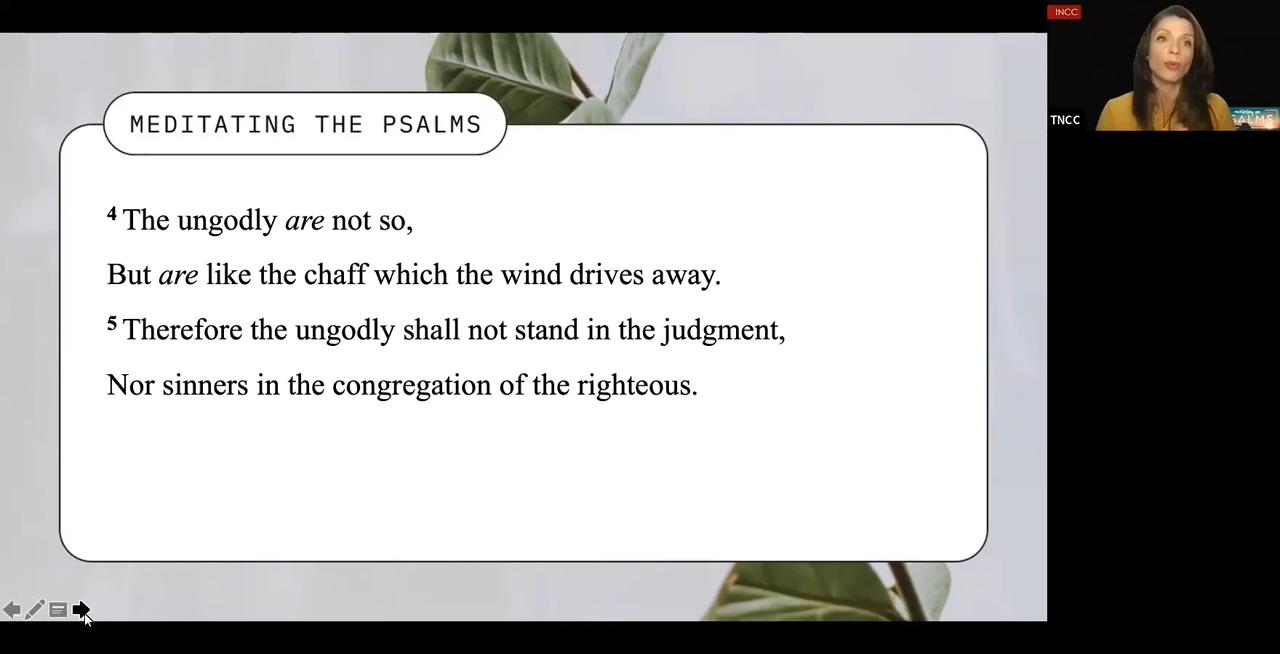 MEDITATING THE PSALMS
4 The ungodly are not so,
But are like the chaff which the wind drives away.
5 Therefore the ungodly shall not stand in the judgment,
Nor sinners in the congregation of the righteous.
tNCC
TNCC